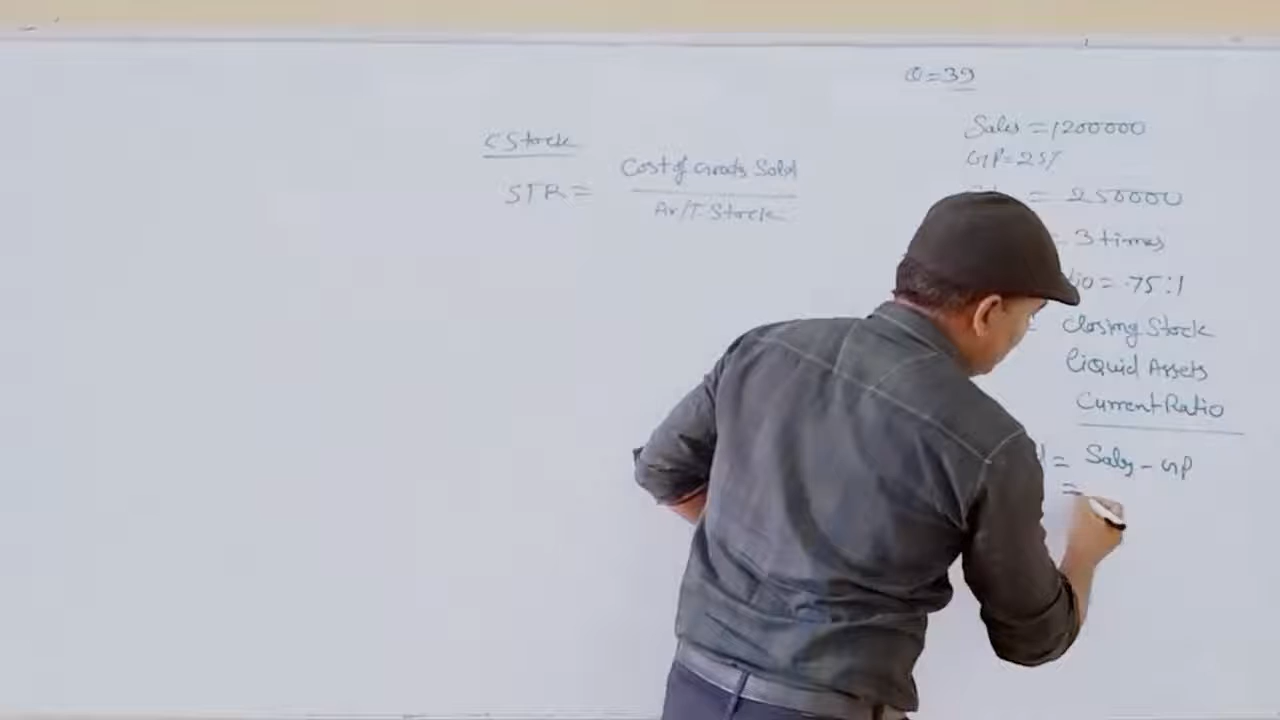 Q=39
C Stock
STR = Cost of Goods Sold
Av/T Stock
Sales = 1200000
GP = 25%
= 250000
= 3 times
= .75:1
Closing Stock
Liquid Assets
Current Ratio
= Sales - GP
=